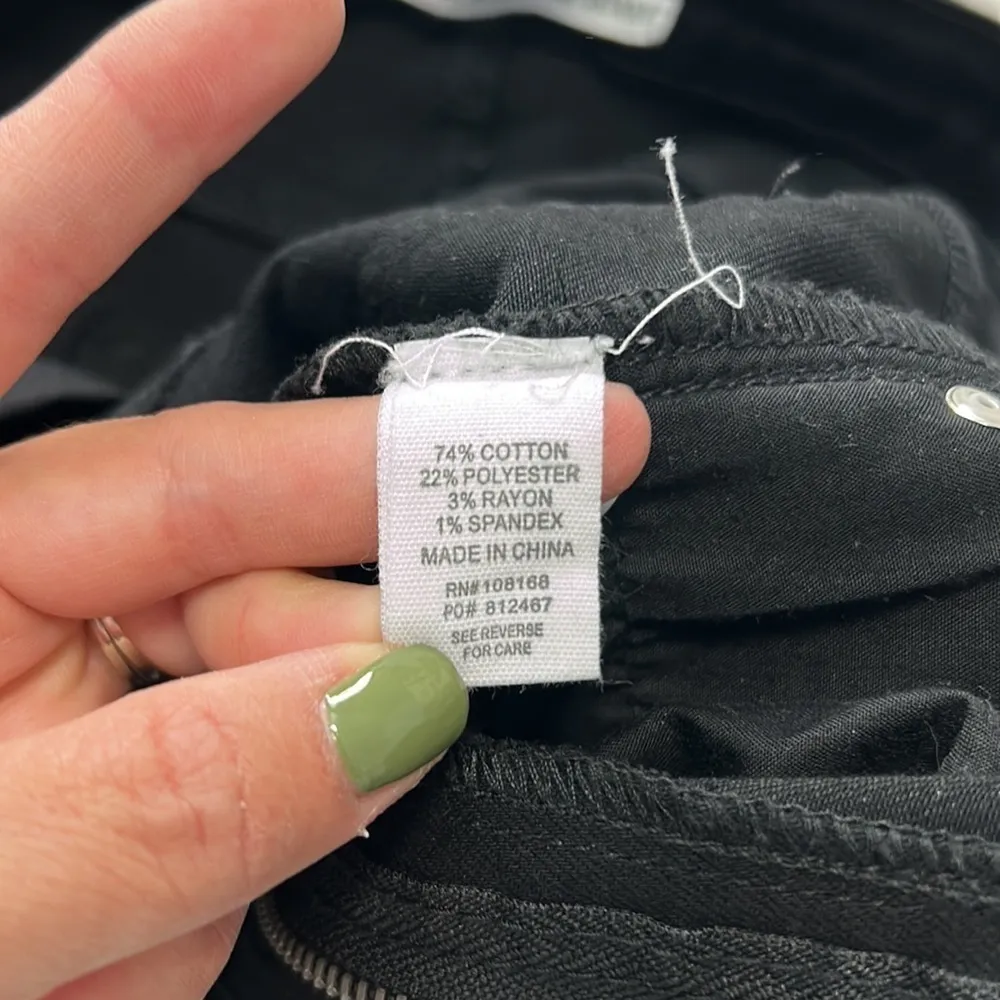 74% COTTON
22% POLYESTER
3% RAYON
1% SPANDEX
MADE IN CHINA
RN# 108168
PO# 812467
SEE REVERSE
FOR CARE